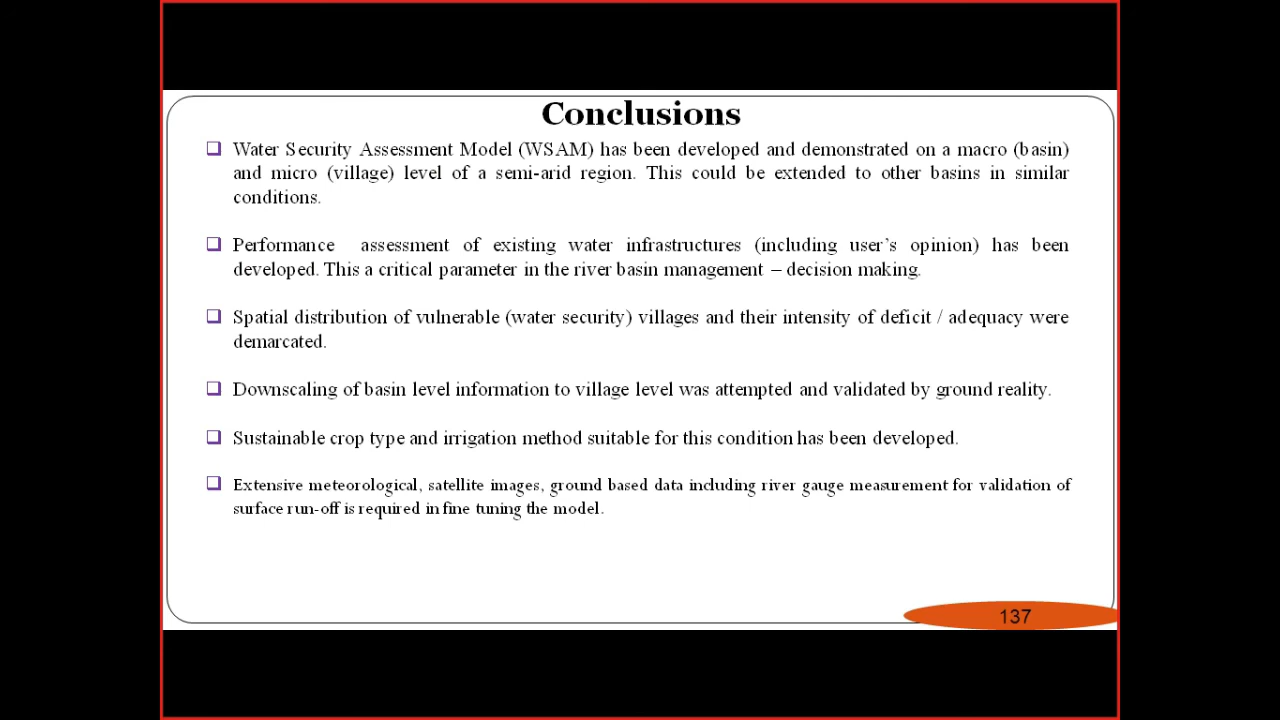 Conclusions
Water Security Assessment Model (WSAM) has been developed and demonstrated on a macro (basin)
and micro (village) level of a semi-arid region. This could be extended to other basins in similar
conditions.
Performance assessment of existing water infrastructures (including user's opinion) has been
developed. This a critical parameter in the river basin management – decision making.
Spatial distribution of vulnerable (water security) villages and their intensity of deficit / adequacy were
demarcated.
Downscaling of basin level information to village level was attempted and validated by ground reality.
Sustainable crop type and irrigation method suitable for this condition has been developed.
Extensive meteorological, satellite images, ground based data including river gauge measurement for validation of
surface run-off is required in fine tuning the model.
137